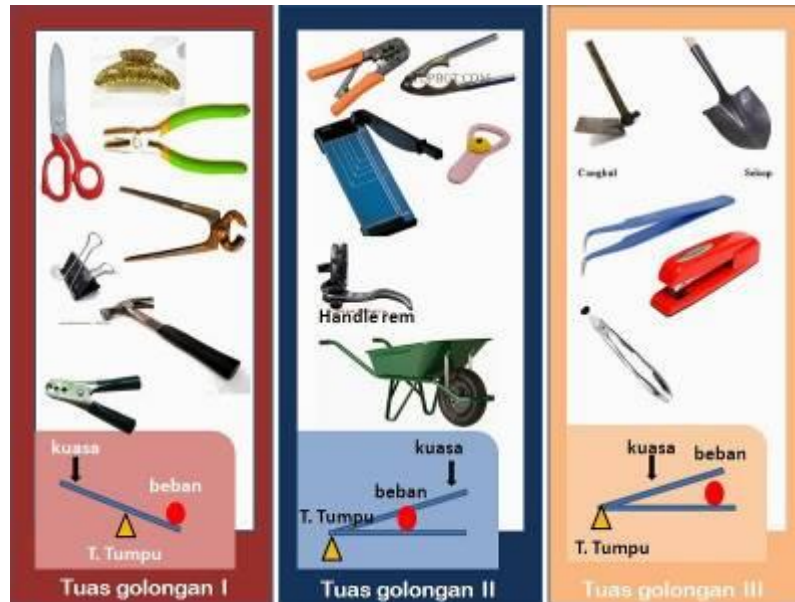 Handle rem
kuasa
beban
T. Tumpu
Tuas golongan I
kuasa
beban
T. Tumpu
Tuas golongan II
Cangkul
Sekop
kuasa
beban
T. Tumpu
Tuas golongan III